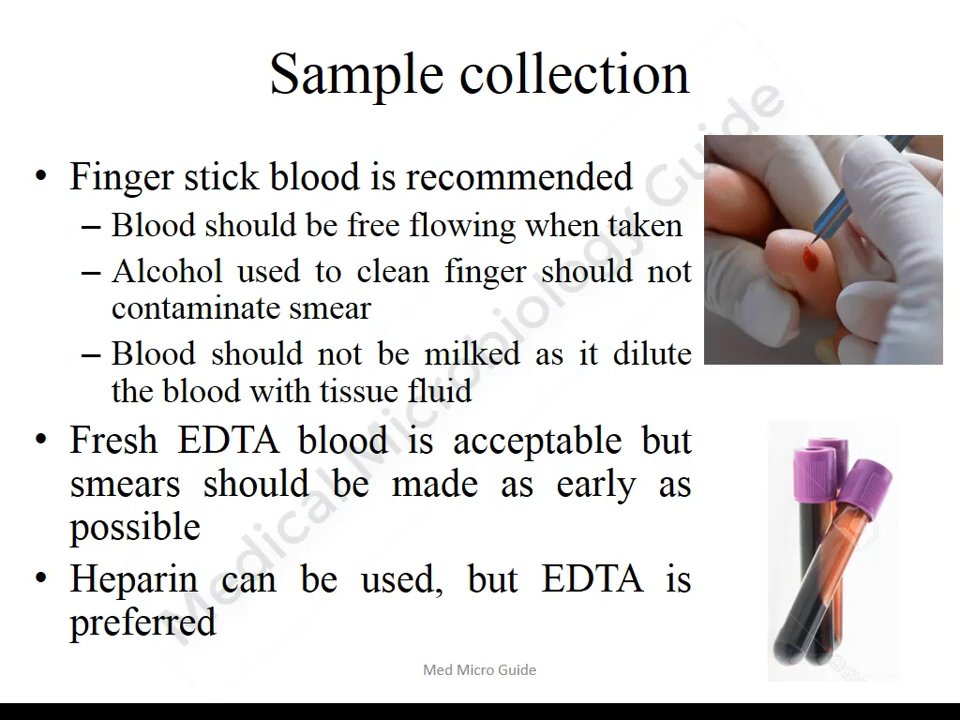 Sample collection
• Finger stick blood is recommended
– Blood should be free flowing when taken
– Alcohol used to clean finger should not
contaminate smear
– Blood should not be milked as it dilute
the blood with tissue fluid
• Fresh EDTA blood is acceptable but
smears should be made as early as
possible
• Heparin can be used, but EDTA is
preferred
Medical Microbiology Guide
Med Micro Guide